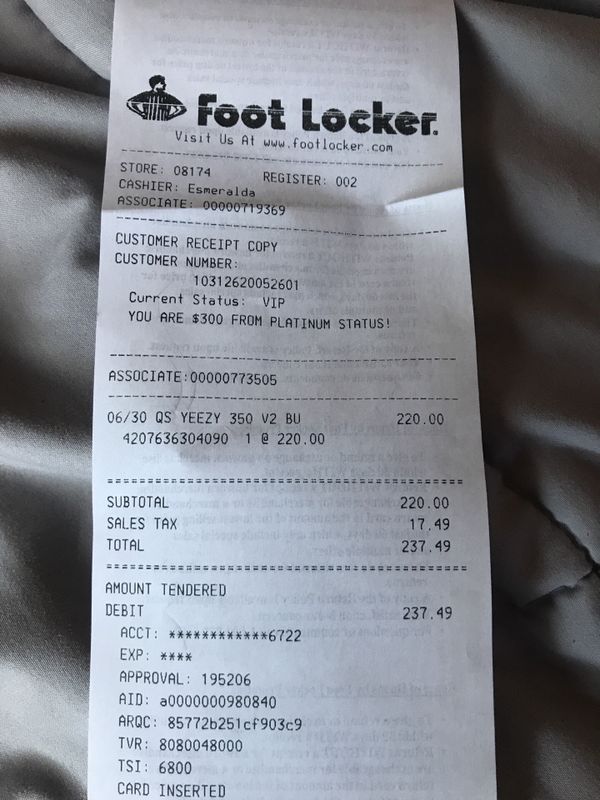 Foot Locker.
Visit Us At www.footlocker.com
STORE: 08174 REGISTER: 002
CASHIER: Esmeralda
ASSOCIATE: 00000719369
CUSTOMER RECEIPT COPY
CUSTOMER NUMBER:
10312620052601
Current Status: VIP
YOU ARE $300 FROM PLATINUM STATUS!
ASSOCIATE:00000773505
06/30 QS YEEZY 350 V2 BU 220.00
4207636304090 1 @ 220.00
SUBTOTAL 220.00
SALES TAX 17.49
TOTAL 237.49
AMOUNT TENDERED
DEBIT 237.49
ACCT: ************6722
EXP: ****
APPROVAL: 195206
AID: a0000000980840
ARQC: 85772b251cf903c9
TVR: 8080048000
TSI: 6800
CARD INSERTED